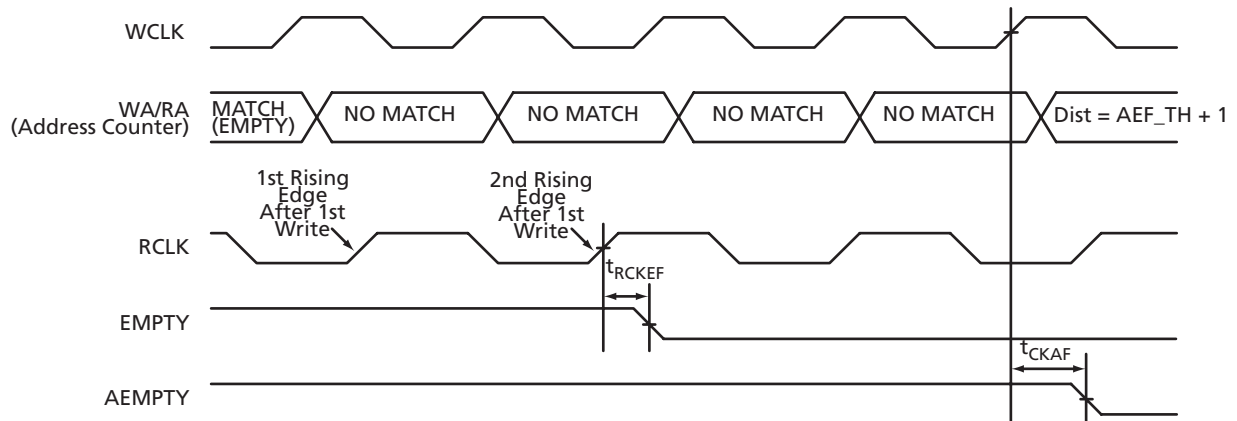 WCLK
WA/RA
(Address Counter)
MATCH
(EMPTY)
NO MATCH
NO MATCH
NO MATCH
NO MATCH
Dist = AEF_TH + 1
1st Rising
Edge
After 1st
Write
2nd Rising
Edge
After 1st
Write
RCLK
tRCKEF
EMPTY
tCKAF
AEMPTY